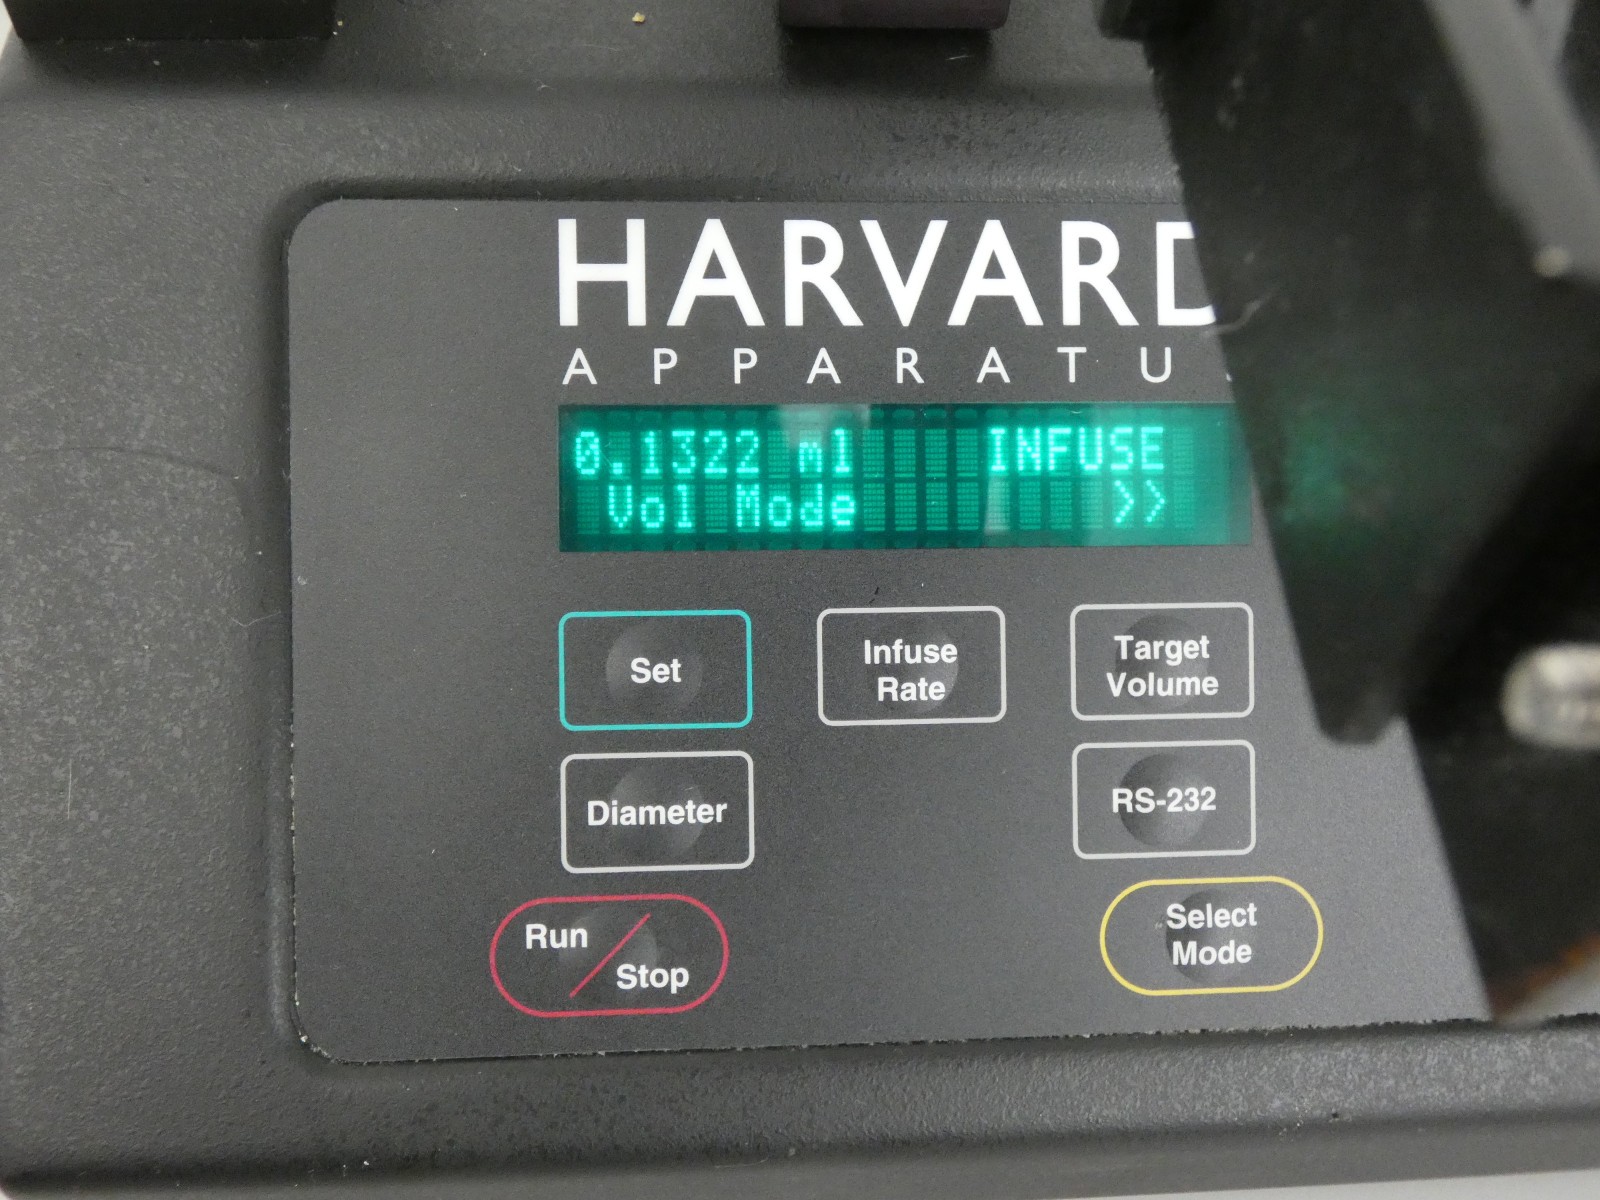 HARVARD
APPARATU
0.1322 ml INFUSE
Vol Mode >>
Set
Infuse
Rate
Target
Volume
Diameter
RS-232
Run
Stop
Select
Mode